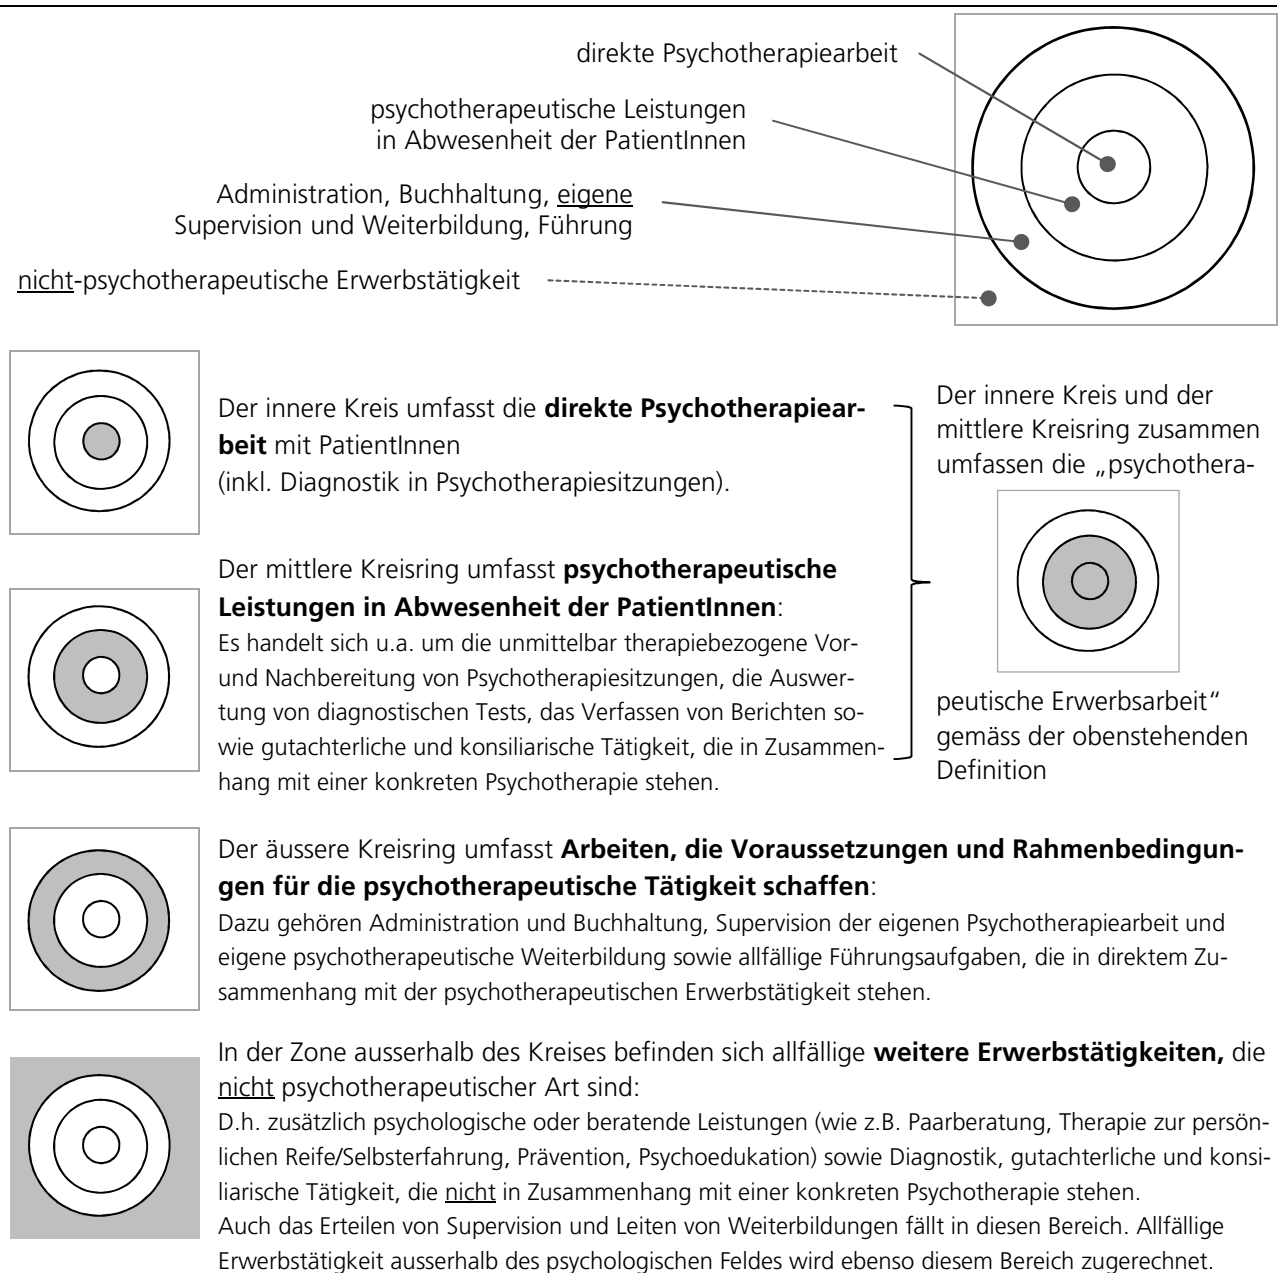 direkte Psychotherapiearbeit
psychotherapeutische Leistungen
in Abwesenheit der PatientInnen
Administration, Buchhaltung, eigene
Supervision und Weiterbildung, Führung
nicht-psychotherapeutische Erwerbstätigkeit
Der innere Kreis umfasst die direkte Psychotherapiear-
beit mit PatientInnen
(inkl. Diagnostik in Psychotherapiesitzungen).
Der mittlere Kreisring umfasst psychotherapeutische
Leistungen in Abwesenheit der PatientInnen:
Es handelt sich u.a. um die unmittelbar therapiebezogene Vor-
und Nachbereitung von Psychotherapiesitzungen, die Auswer-
tung von diagnostischen Tests, das Verfassen von Berichten so-
wie gutachterliche und konsiliarische Tätigkeit, die in Zusammen-
hang mit einer konkreten Psychotherapie stehen.
Der innere Kreis und der
mittlere Kreisring zusammen
umfassen die „psychothera-
peutische Erwerbsarbeit“
gemäss der obenstehenden
Definition
Der äussere Kreisring umfasst Arbeiten, die Voraussetzungen und Rahmenbedingun-
gen für die psychotherapeutische Tätigkeit schaffen:
Dazu gehören Administration und Buchhaltung, Supervision der eigenen Psychotherapiearbeit und
eigene psychotherapeutische Weiterbildung sowie allfällige Führungsaufgaben, die in direktem Zu-
sammenhang mit der psychotherapeutischen Erwerbstätigkeit stehen.
In der Zone ausserhalb des Kreises befinden sich allfällige weitere Erwerbstätigkeiten, die
nicht psychotherapeutischer Art sind:
D.h. zusätzlich psychologische oder beratende Leistungen (wie z.B. Paarberatung, Therapie zur persön-
lichen Reife/Selbsterfahrung, Prävention, Psychoedukation) sowie Diagnostik, gutachterliche und konsi-
liarische Tätigkeit, die nicht in Zusammenhang mit einer konkreten Psychotherapie stehen.
Auch das Erteilen von Supervision und Leiten von Weiterbildungen fällt in diesen Bereich. Allfällige
Erwerbstätigkeit ausserhalb des psychologischen Feldes wird ebenso diesem Bereich zugerechnet.